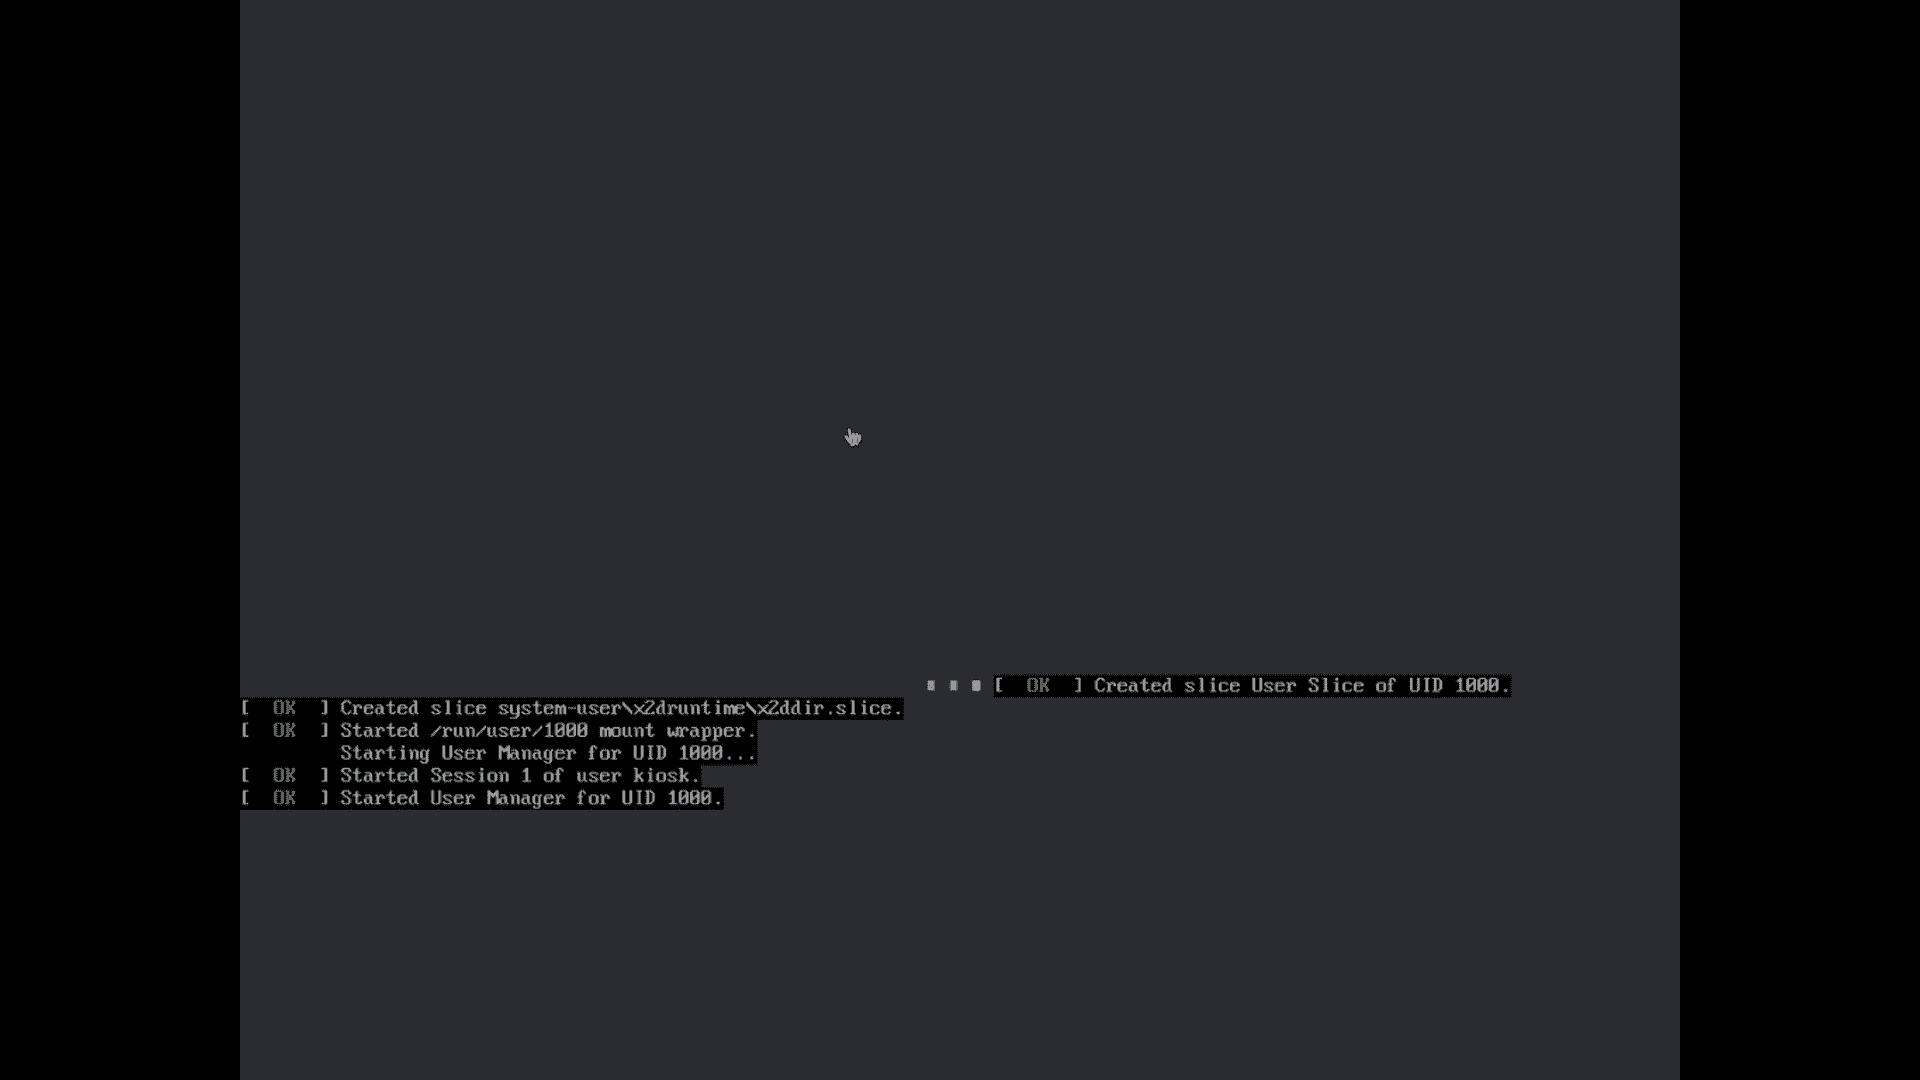 [  OK  ] Created slice User Slice of UID 1000.
[  OK  ] Created slice system-user\x2druntime\x2ddir.slice.
[  OK  ] Started /run/user/1000 mount wrapper.
Starting User Manager for UID 1000...
[  OK  ] Started Session 1 of user kiosk.
[  OK  ] Started User Manager for UID 1000.